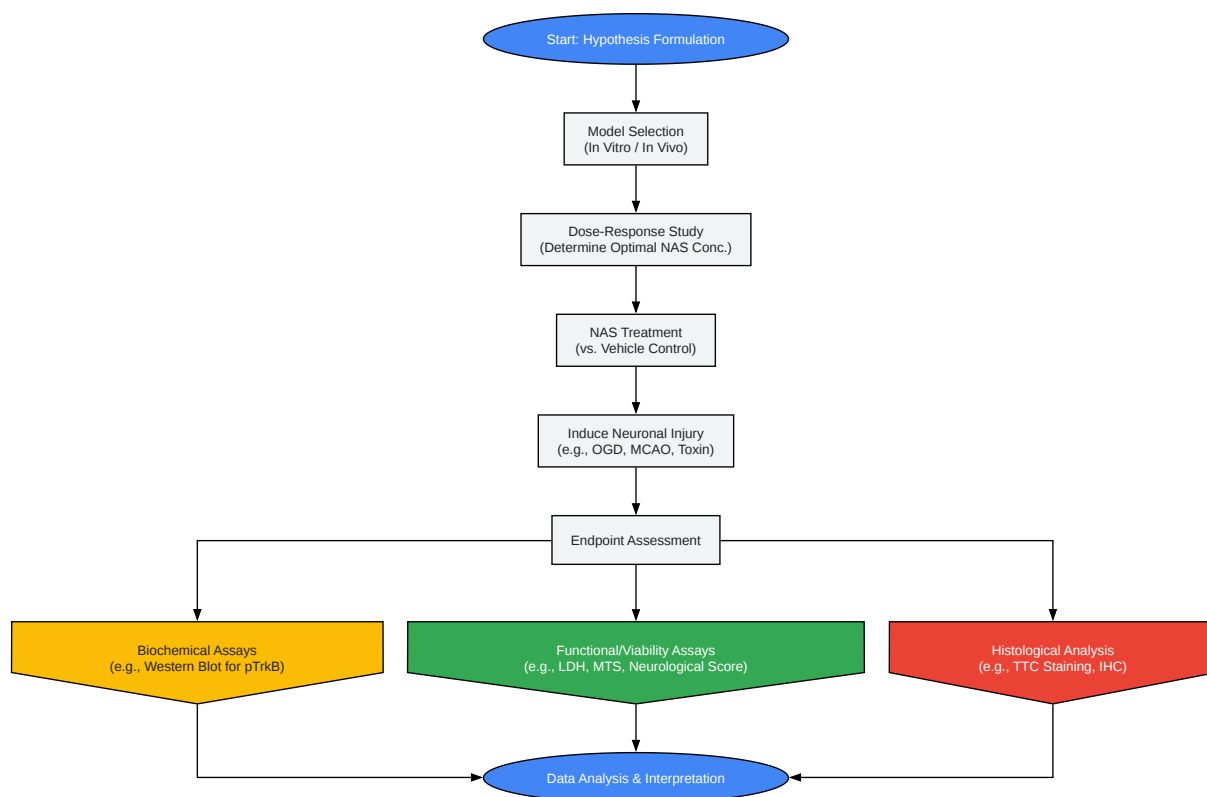 Start: Hypothesis Formulation
Model Selection
(In Vitro / In Vivo)
Dose-Response Study
(Determine Optimal NAS Conc.)
NAS Treatment
(vs. Vehicle Control)
Induce Neuronal Injury
(e.g., OGD, MCAO, Toxin)
Endpoint Assessment
Biochemical Assays
(e.g., Western Blot for pTrkB)
Functional/Viability Assays
(e.g., LDH, MTS, Neurological Score)
Histological Analysis
(e.g., TTC Staining, IHC)
Data Analysis & Interpretation